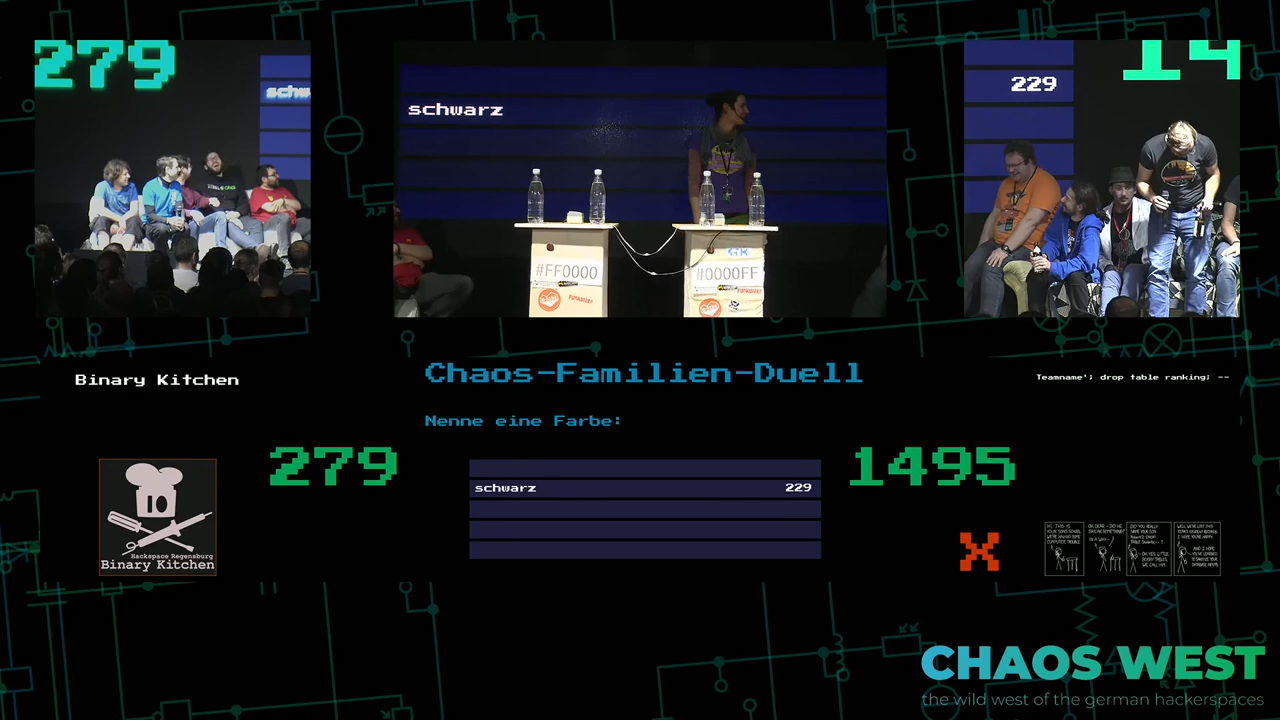 279
schw
schwarz
229
14
#FF0000
#0000FF
Binary Kitchen
Chaos-Familien-Duell
Teamname'; drop table ranking; --
Nenne eine Farbe:
279
schwarz 229
1495
X
Hackspace Regensburg
Binary Kitchen
CHAOS WEST
the wild west of the german hackerspaces